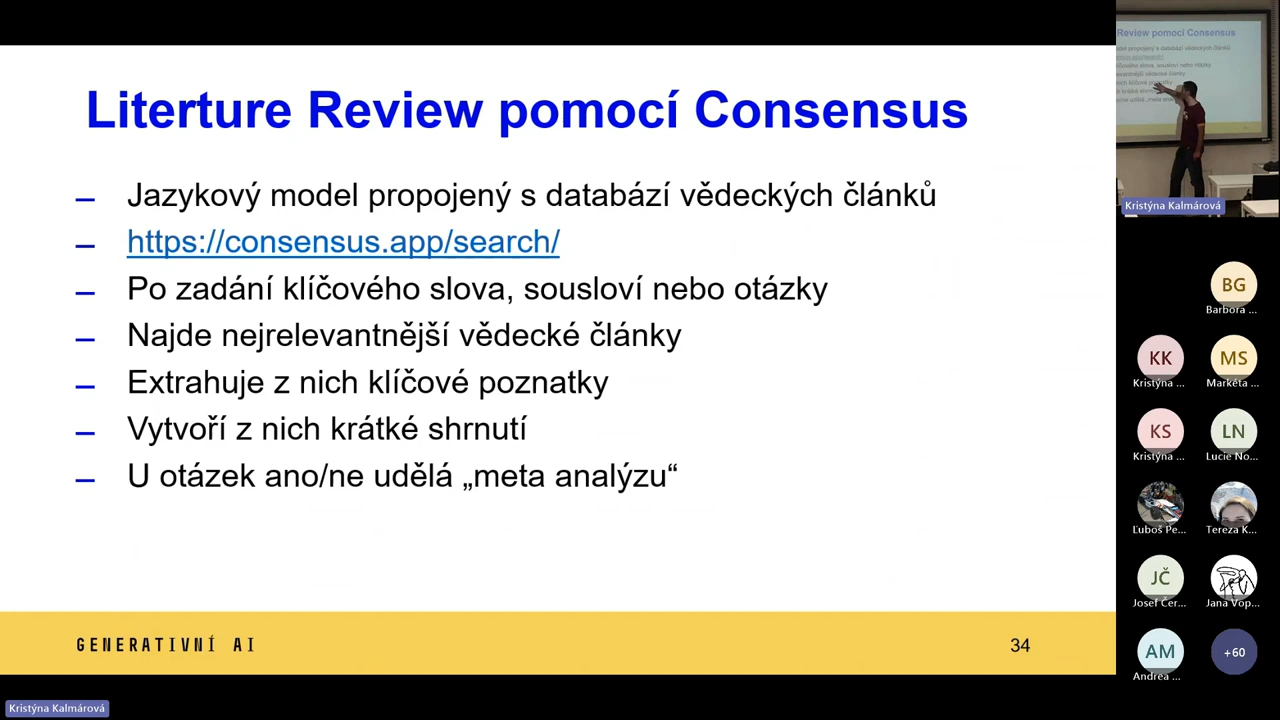 Literture Review pomocí Consensus
– Jazykový model propojený s databází vědeckých článků
– https://consensus.app/search/
– Po zadání klíčového slova, sousloví nebo otázky
– Najde nejrelevantnější vědecké články
– Extrahuje z nich klíčové poznatky
– Vytvoří z nich krátké shrnutí
– U otázek ano/ne udělá „meta analýzu“
GENERATIVNÍ AI
34
Review pomocí Consensus
Kristýna Kalmárová
BG
Barbora ...
KK
Kristýna ...
MS
Markéta ...
KS
Kristýna ...
LN
Lucie No...
Ľuboš Pe...
Tereza K...
JČ
Josef Čer...
Jana Vop...
AM
Andrea ...
+60
Kristýna Kalmárová